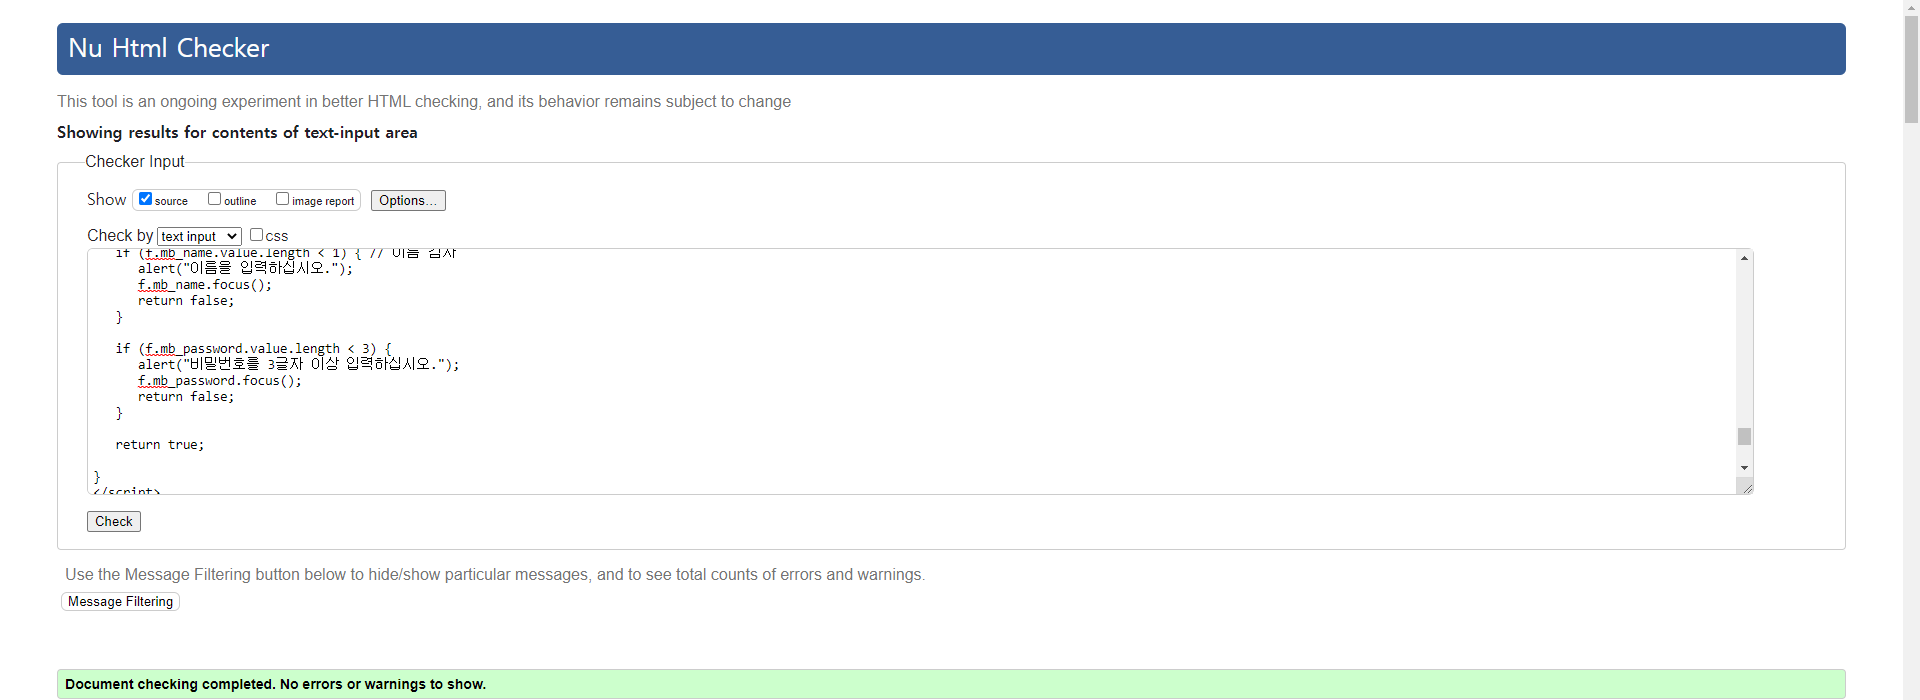 Nu Html Checker
This tool is an ongoing experiment in better HTML checking, and its behavior remains subject to change
Showing results for contents of text-input area
Checker Input
Show source outline image report Options...
Check by text input css
if (f.mb_name.value.length < 1) { // 이름 검사
alert("이름을 입력하십시오.");
f.mb_name.focus();
return false;
}
if (f.mb_password.value.length < 3) {
alert("비밀번호를 3글자 이상 입력하십시오.");
f.mb_password.focus();
return false;
}
return true;
}
</script>
Check
Use the Message Filtering button below to hide/show particular messages, and to see total counts of errors and warnings.
Message Filtering
Document checking completed. No errors or warnings to show.